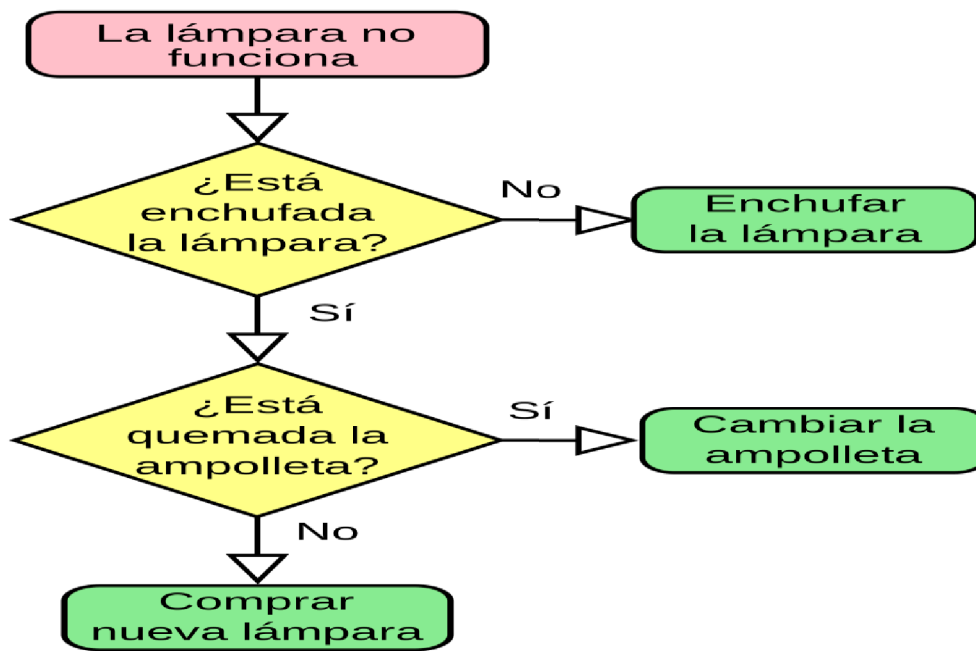 La lámpara no
funciona
¿Está
enchufada
la lámpara?
No
Enchufar
la lámpara
Sí
¿Está
quemada la
ampolleta?
Sí
Cambiar la
ampolleta
No
Comprar
nueva lámpara